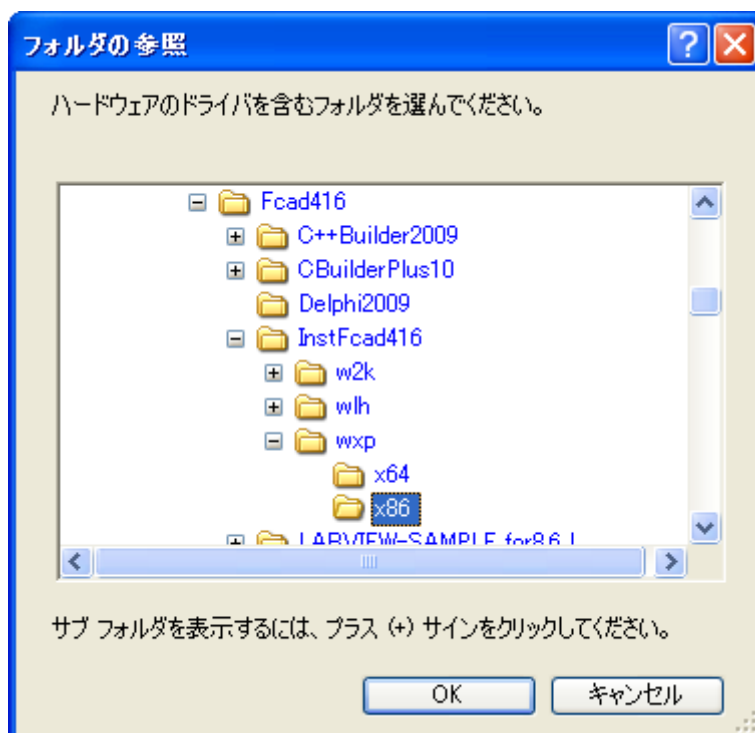 フォルダの参照
ハードウェアのドライバを含むフォルダを選んでください。
Fcad416
C++Builder2009
CBuilderPlus10
Delphi2009
InstFcad416
w2k
wlh
wxp
x64
x86
LABVIEW-SAMPLE for8.6 J
サブ フォルダを表示するには、プラス (+) サインをクリックしてください。
OK
キャンセル